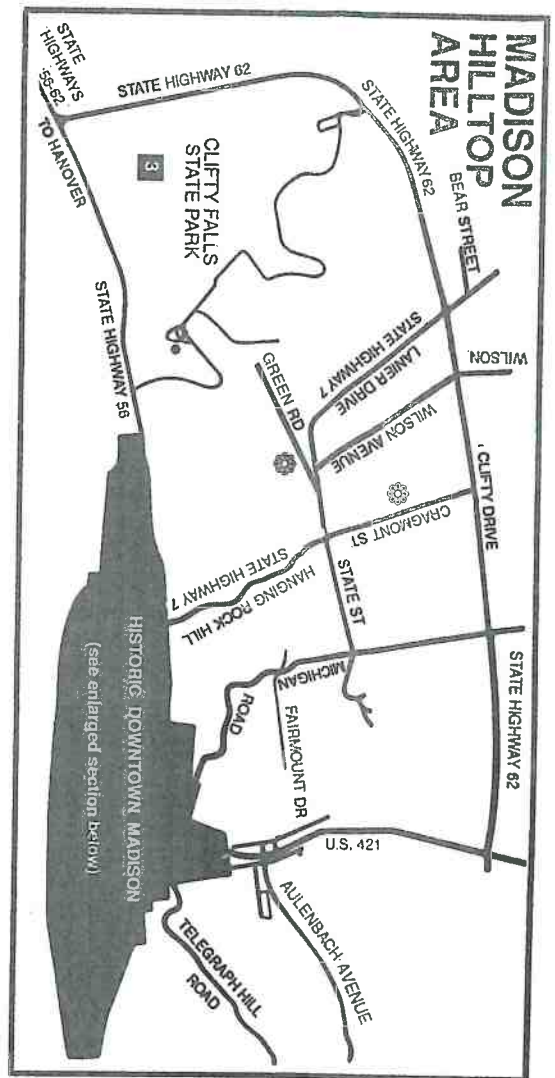 MADISON
HILLTOP
AREA
STATE
HIGHWAYS
56-62
TO HANOVER
STATE HIGHWAY 62
STATE HIGHWAY 62
BEAR STREET
WILSON
CLIFTY DRIVE
STATE HIGHWAY 62
3
CLIFTY FALLS
STATE PARK
STATE HIGHWAY 56
GREEN RD
LANIER DRIVE
STATE HIGHWAY 7
WILSON AVENUE
CRAGMONT ST
STATE ST
HANGING ROCK HILL
STATE HIGHWAY 7
MICHIGAN
ROAD
FAIRMOUNT DR
U.S. 421
AULENBACH AVENUE
TELEGRAPH HILL
ROAD
HISTORIC DOWNTOWN MADISON
(see enlarged section below)